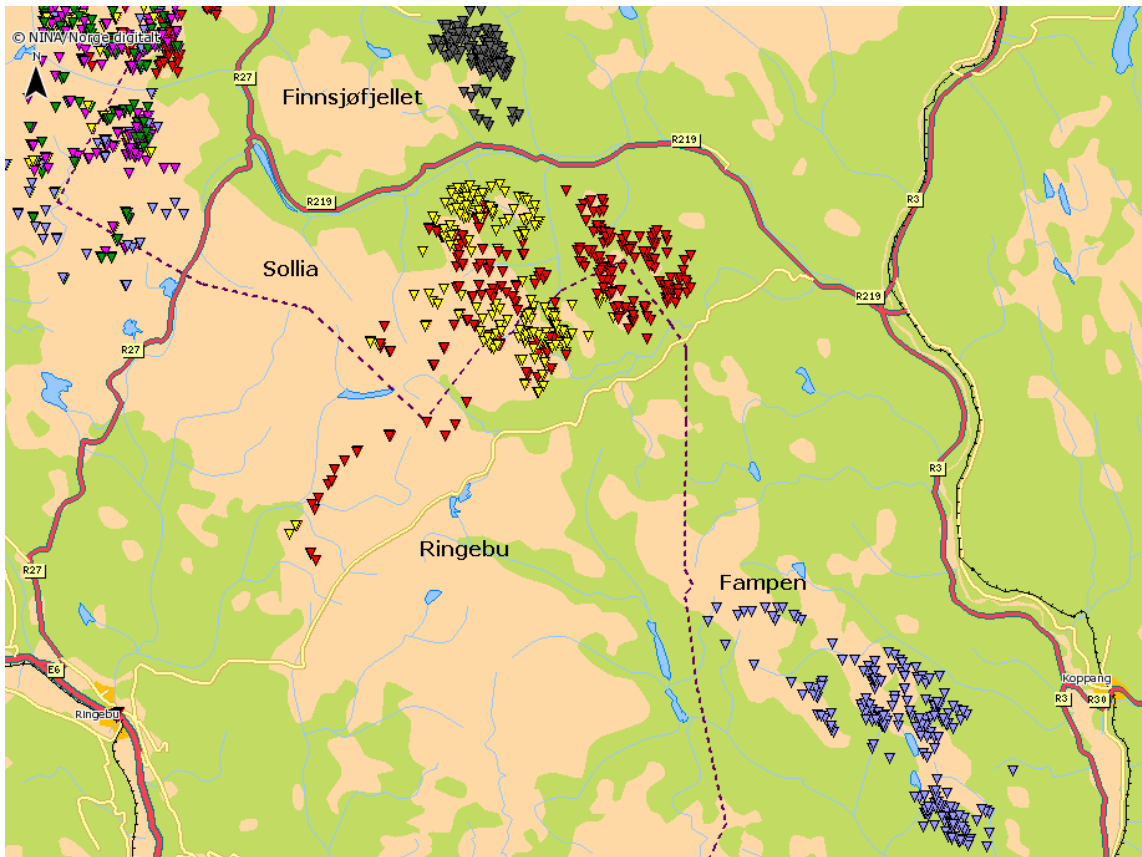 © NINA/Norge digitalt
N
R27
Finnsjøfjellet
R219
R219
R3
Sollia
R219
R27
R3
Ringebu
R27
Fampen
E6
Koppang
R3
R30
Ringebu